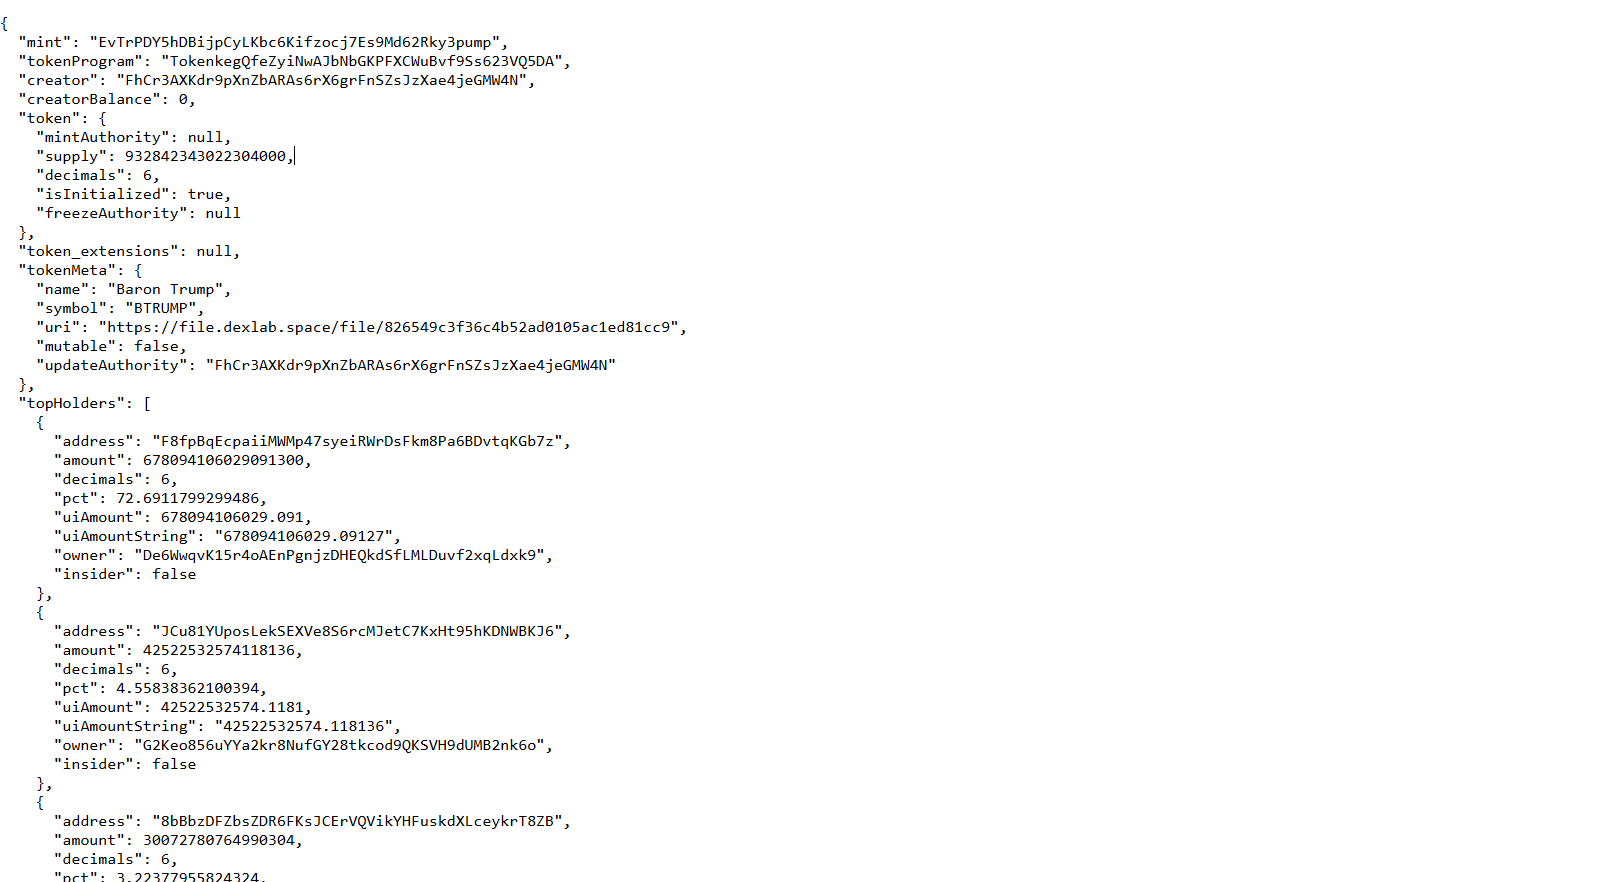 {
"mint": "EvTrPDY5hDBijpCyLKbc6Kifzocj7Es9Md62Rky3pump",
"tokenProgram": "TokenkegQfeZyiNwAJbNbGKPFXCWuBvf9Ss623VQ5DA",
"creator": "FhCr3AXKdr9pXnZbARAs6rX6grFnSZsJzXae4jeGMW4N",
"creatorBalance": 0,
"token": {
"mintAuthority": null,
"supply": 932842343022304000,
"decimals": 6,
"isInitialized": true,
"freezeAuthority": null
},
"token_extensions": null,
"tokenMeta": {
"name": "Baron Trump",
"symbol": "BTRUMP",
"uri": "https://file.dexlab.space/file/826549c3f36c4b52ad0105ac1ed81cc9",
"mutable": false,
"updateAuthority": "FhCr3AXKdr9pXnZbARAs6rX6grFnSZsJzXae4jeGMW4N"
},
"topHolders": [
{
"address": "F8fpBqEcpaiiMWMp47syeiRWrDsFkm8Pa6BDvtqKGb7z",
"amount": 678094106029091300,
"decimals": 6,
"pct": 72.6911799299486,
"uiAmount": 678094106029.091,
"uiAmountString": "678094106029.09127",
"owner": "De6WwqvK15r4oAEnPgnjzDHEQkdSfLMLDuvf2xqLdxk9",
"insider": false
},
{
"address": "JCu81YUposLekSEXVe8S6rcMJetC7KxHt95hKDNWBKJ6",
"amount": 42522532574118136,
"decimals": 6,
"pct": 4.55838362100394,
"uiAmount": 42522532574.1181,
"uiAmountString": "42522532574.118136",
"owner": "G2Keo856uYYa2kr8NufGY28tkcod9QKSVH9dUMB2nk6o",
"insider": false
},
{
"address": "8bBbzDFZbsZDR6FKsJCErVQVikYHFuskdXLceykrT8ZB",
"amount": 30072780764990304,
"decimals": 6,
"pct": 3.22377955824324,